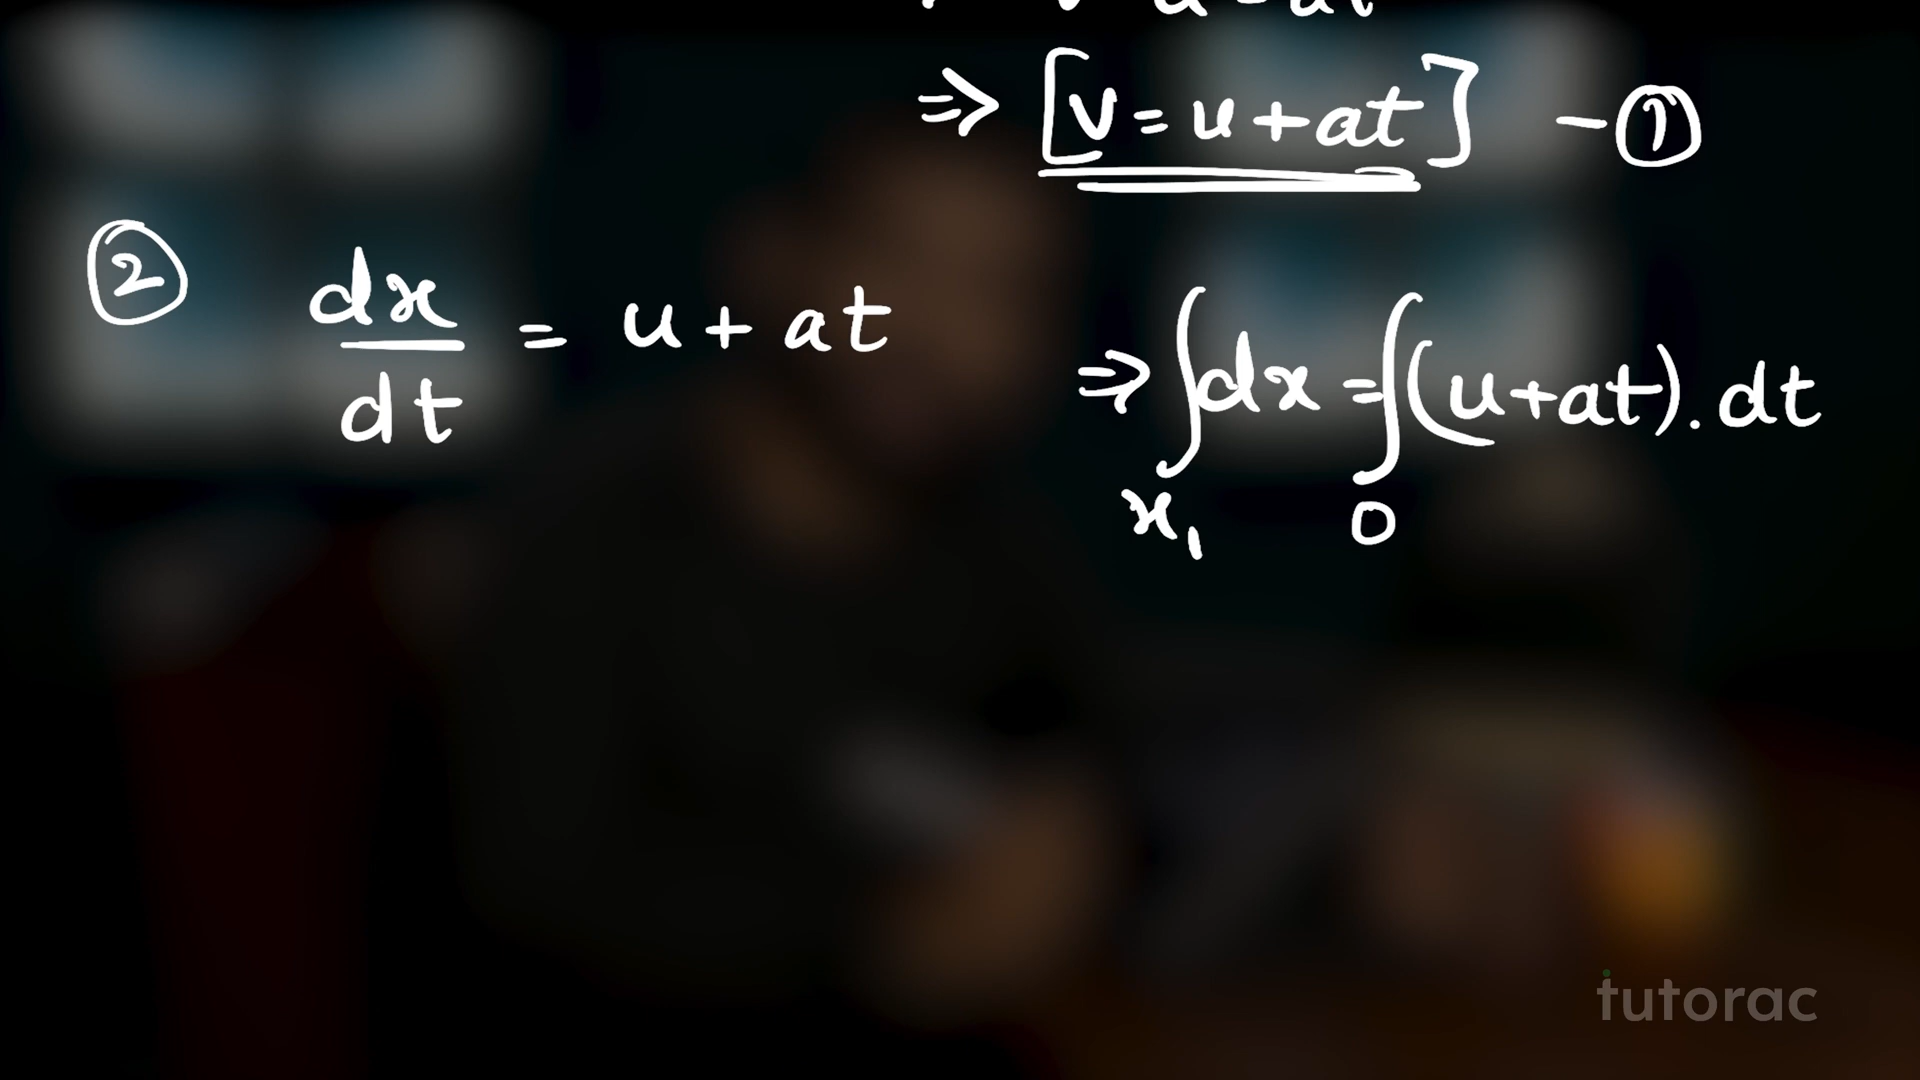 ⇒ [v = u + at] – ①
② dx/dt = u + at ⇒ ∫dx = ∫(u+at).dt
x₁ 0
tutorac